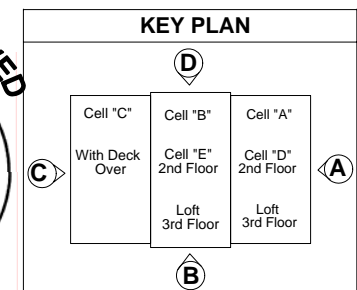 KEY PLAN
D
Cell "C"
With Deck
Over
Cell "B"
Cell "E"
2nd Floor
Loft
3rd Floor
Cell "A"
Cell "D"
2nd Floor
Loft
3rd Floor
C
A
B